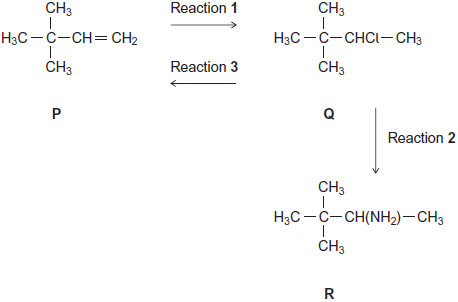 CH3 Reaction 1 CH3
H3C–C–CH=CH2 H3C–C–CHCl–CH3
CH3 Reaction 3 CH3
P Q
Reaction 2
CH3
H3C–C–CH(NH2)–CH3
CH3
R